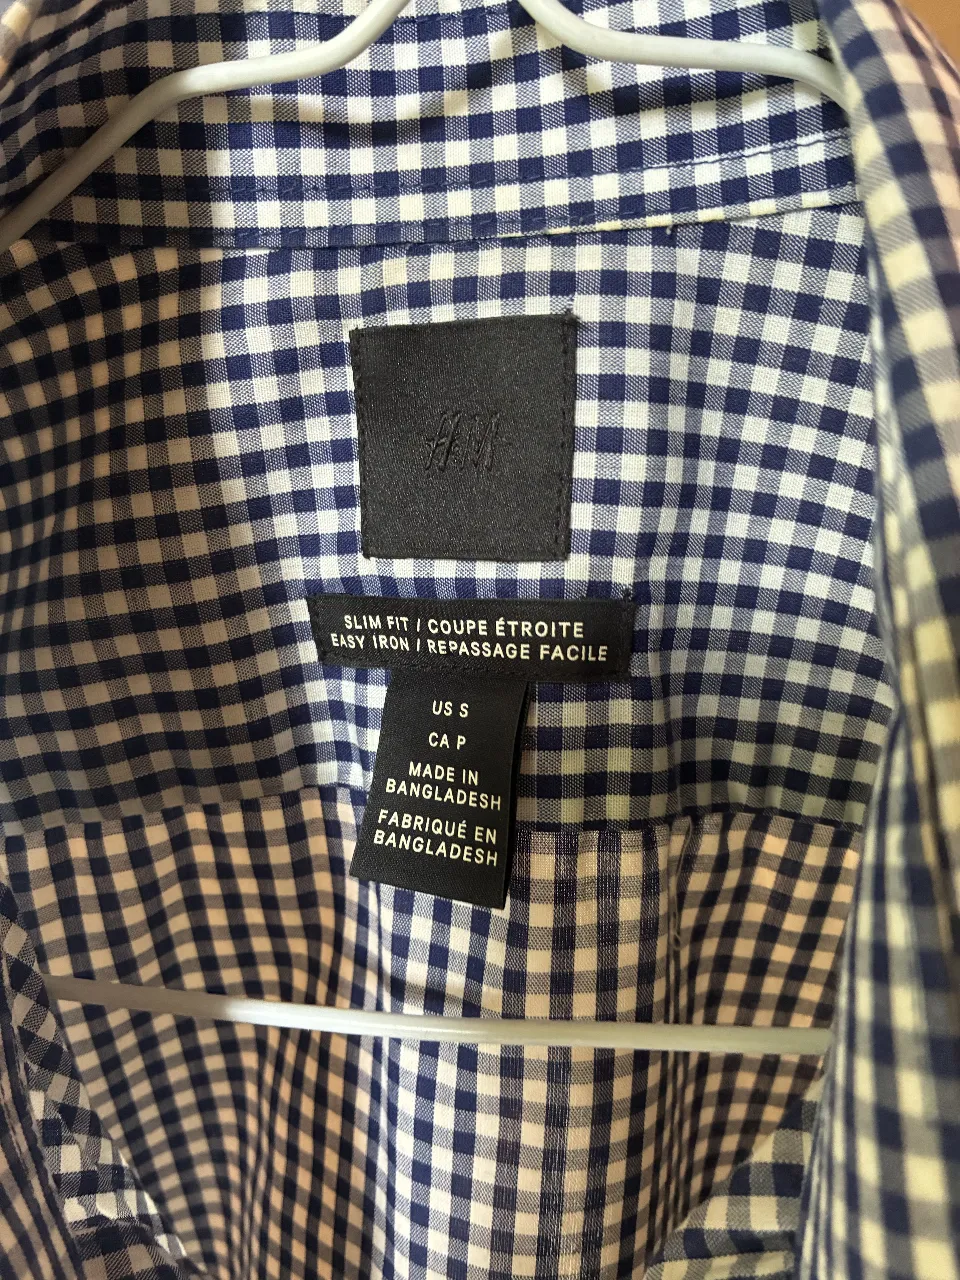 H&M
SLIM FIT / COUPE ÉTROITE
EASY IRON / REPASSAGE FACILE
US S
CA P
MADE IN
BANGLADESH
FABRIQUÉ EN
BANGLADESH